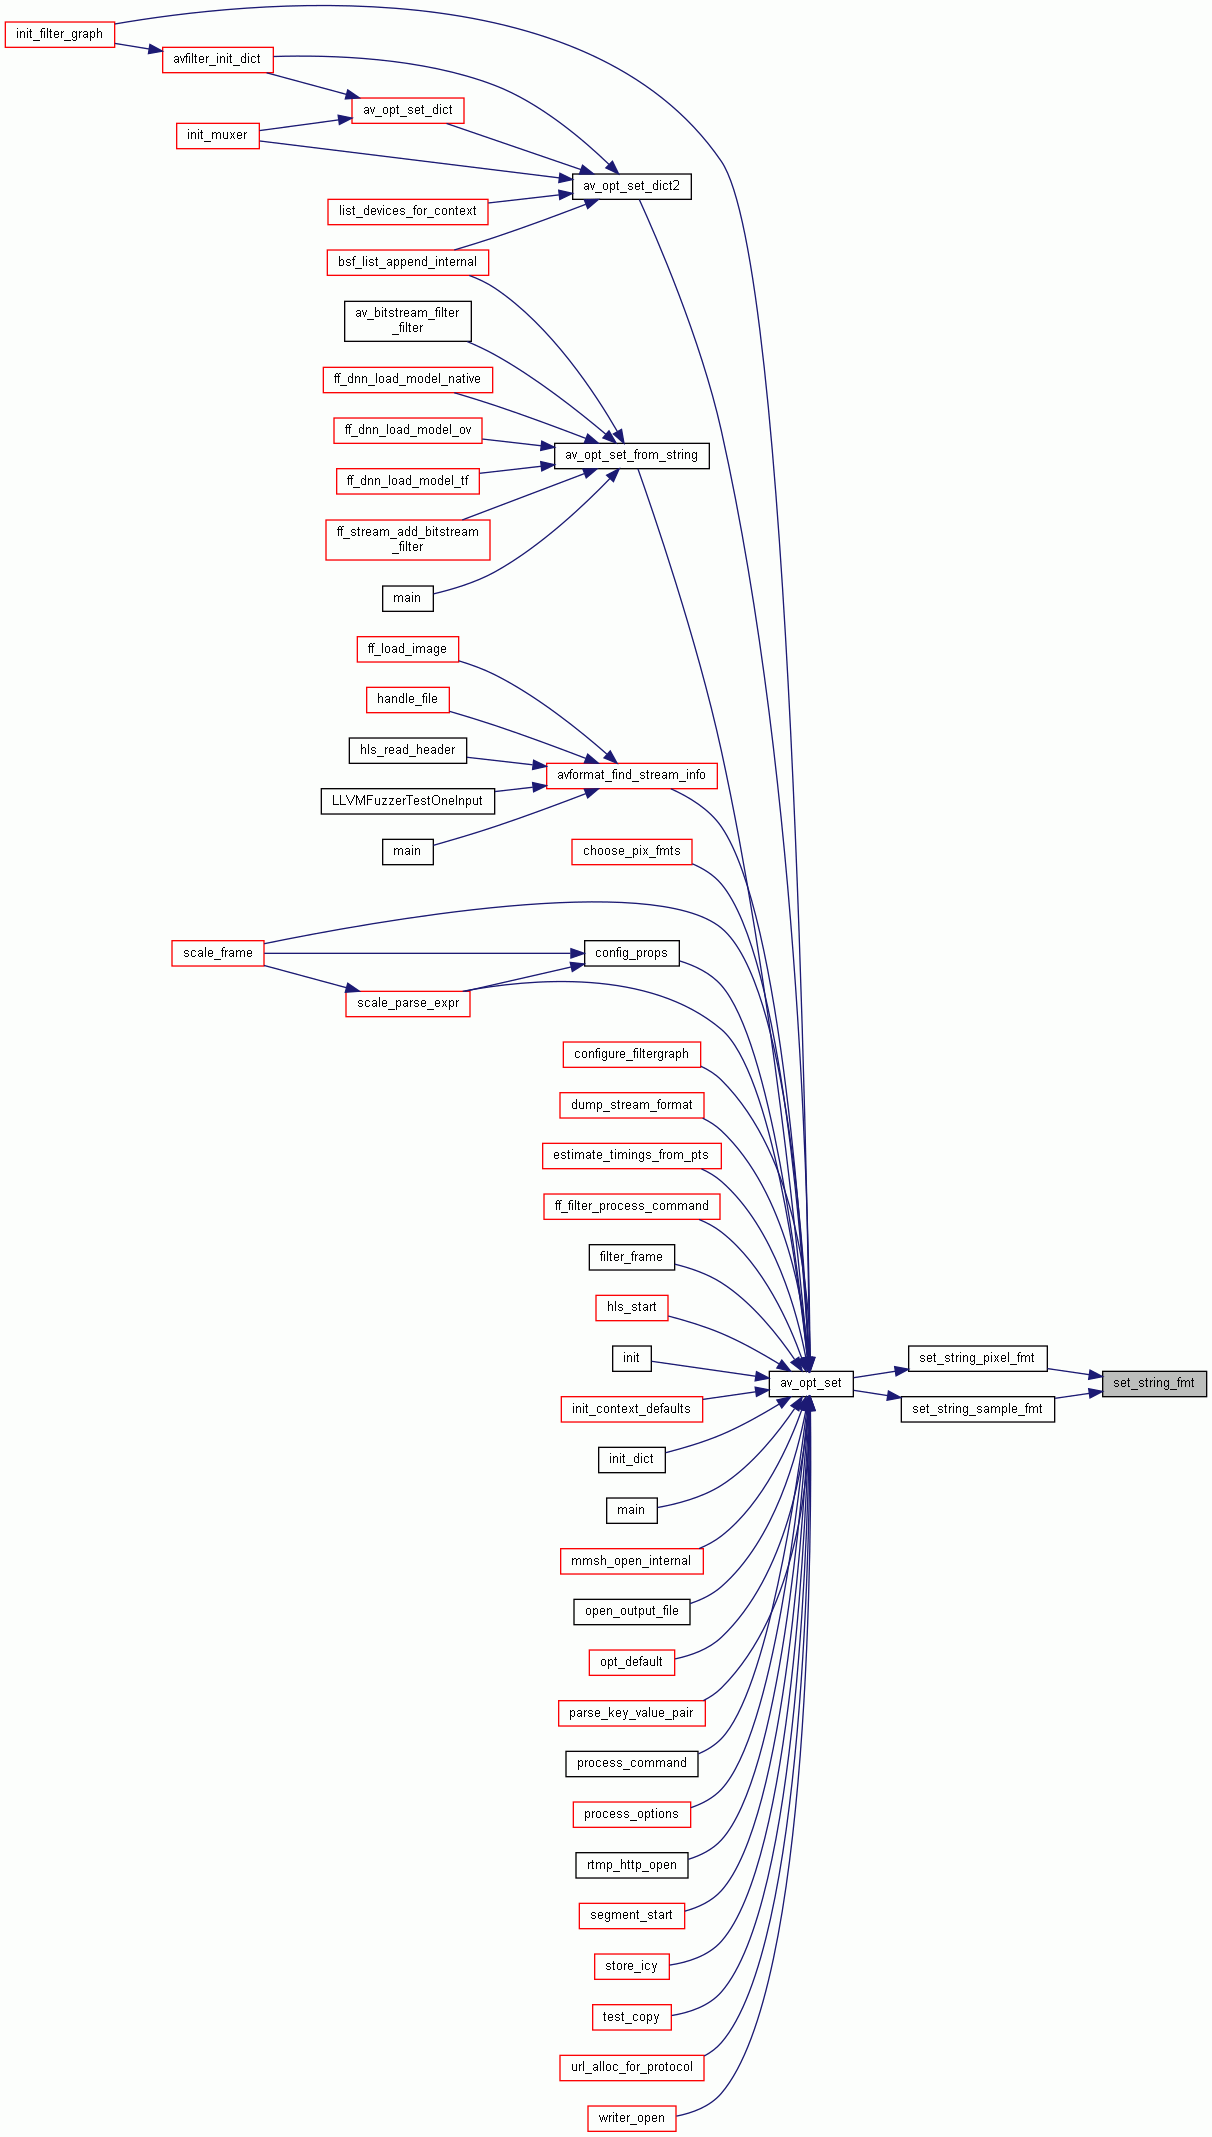 init_filter_graph
avfilter_init_dict
av_opt_set_dict
init_muxer
av_opt_set_dict2
list_devices_for_context
bsf_list_append_internal
av_bitstream_filter
_filter
ff_dnn_load_model_native
ff_dnn_load_model_ov
av_opt_set_from_string
ff_dnn_load_model_tf
ff_stream_add_bitstream
_filter
main
ff_load_image
handle_file
hls_read_header
avformat_find_stream_info
LLVMFuzzerTestOneInput
main
choose_pix_fmts
scale_frame
config_props
scale_parse_expr
configure_filtergraph
dump_stream_format
estimate_timings_from_pts
ff_filter_process_command
filter_frame
hls_start
init
set_string_pixel_fmt
av_opt_set
set_string_fmt
init_context_defaults
set_string_sample_fmt
init_dict
main
mmsh_open_internal
open_output_file
opt_default
parse_key_value_pair
process_command
process_options
rtmp_http_open
segment_start
store_icy
test_copy
url_alloc_for_protocol
writer_open